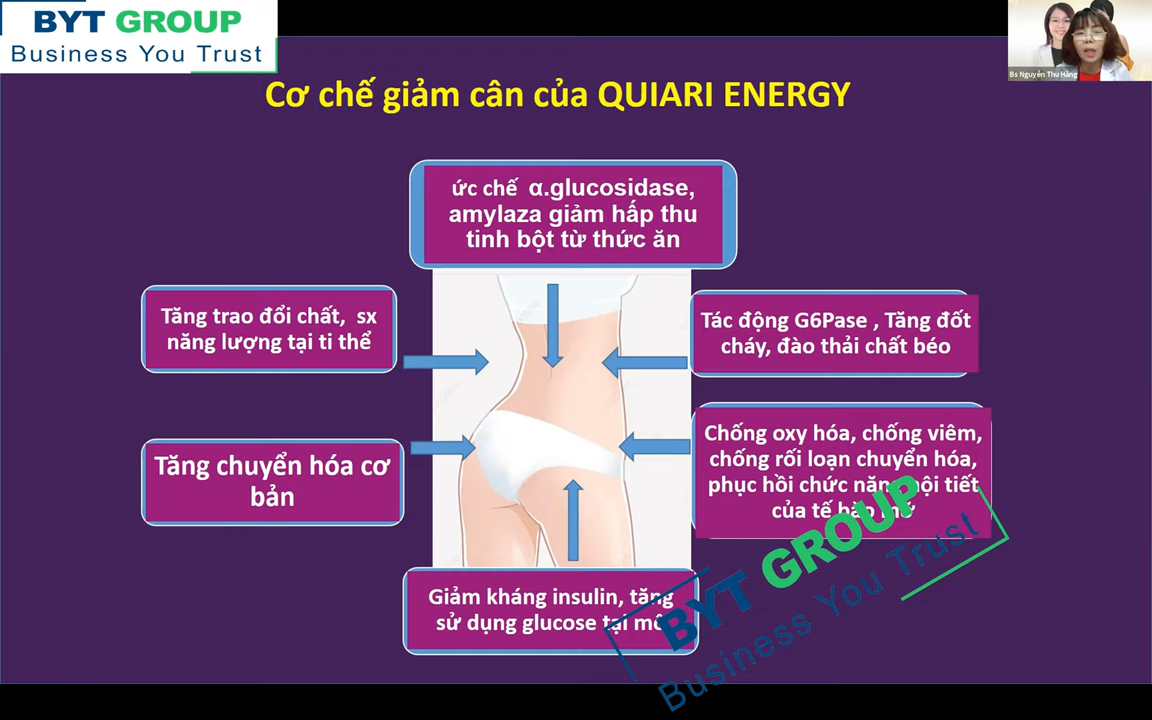 BYT GROUP
Business You Trust
Bs Nguyễn Thu Hằng
Cơ chế giảm cân của QUIARI ENERGY
ức chế α.glucosidase,
amylaza giảm hấp thu
tinh bột từ thức ăn
Tăng trao đổi chất, sx
năng lượng tại ti thể
Tác động G6Pase , Tăng đốt
cháy, đào thải chất béo
Tăng chuyển hóa cơ
bản
Chống oxy hóa, chống viêm,
chống rối loạn chuyển hóa,
phục hồi chức năng nội tiết
của tế bào mỡ
Giảm kháng insulin, tăng
sử dụng glucose tại mô
BYT GROUP
Business You Trust